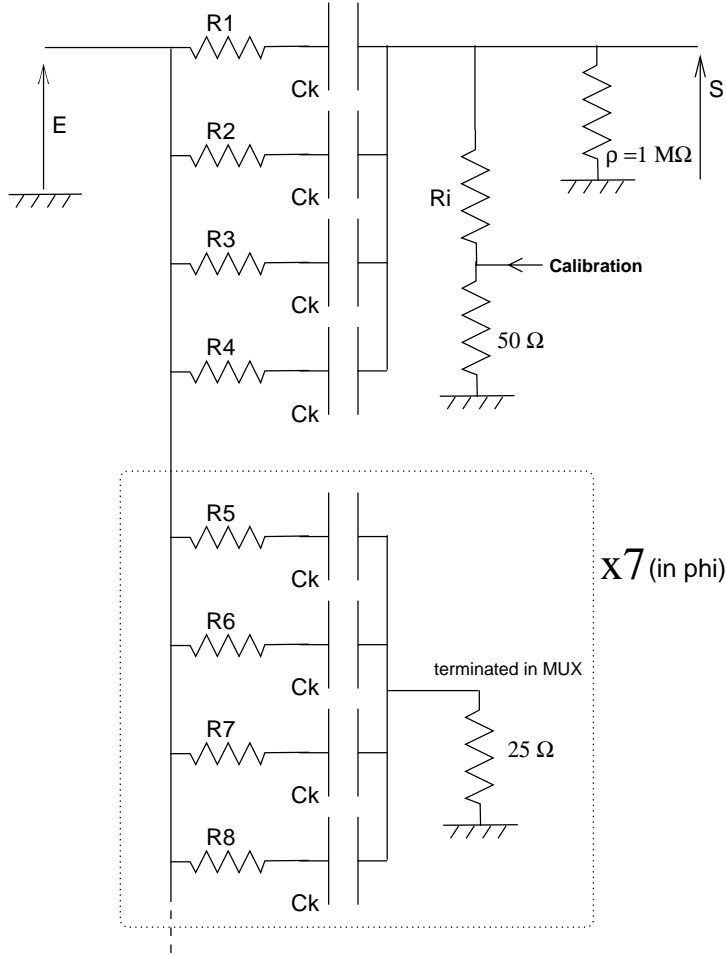 R1
Ck
E
S
R2
ρ =1 MΩ
Ck
Ri
R3
Calibration
Ck
50 Ω
R4
Ck
R5
x7 (in phi)
Ck
R6
terminated in MUX
Ck
R7
25 Ω
Ck
R8
Ck